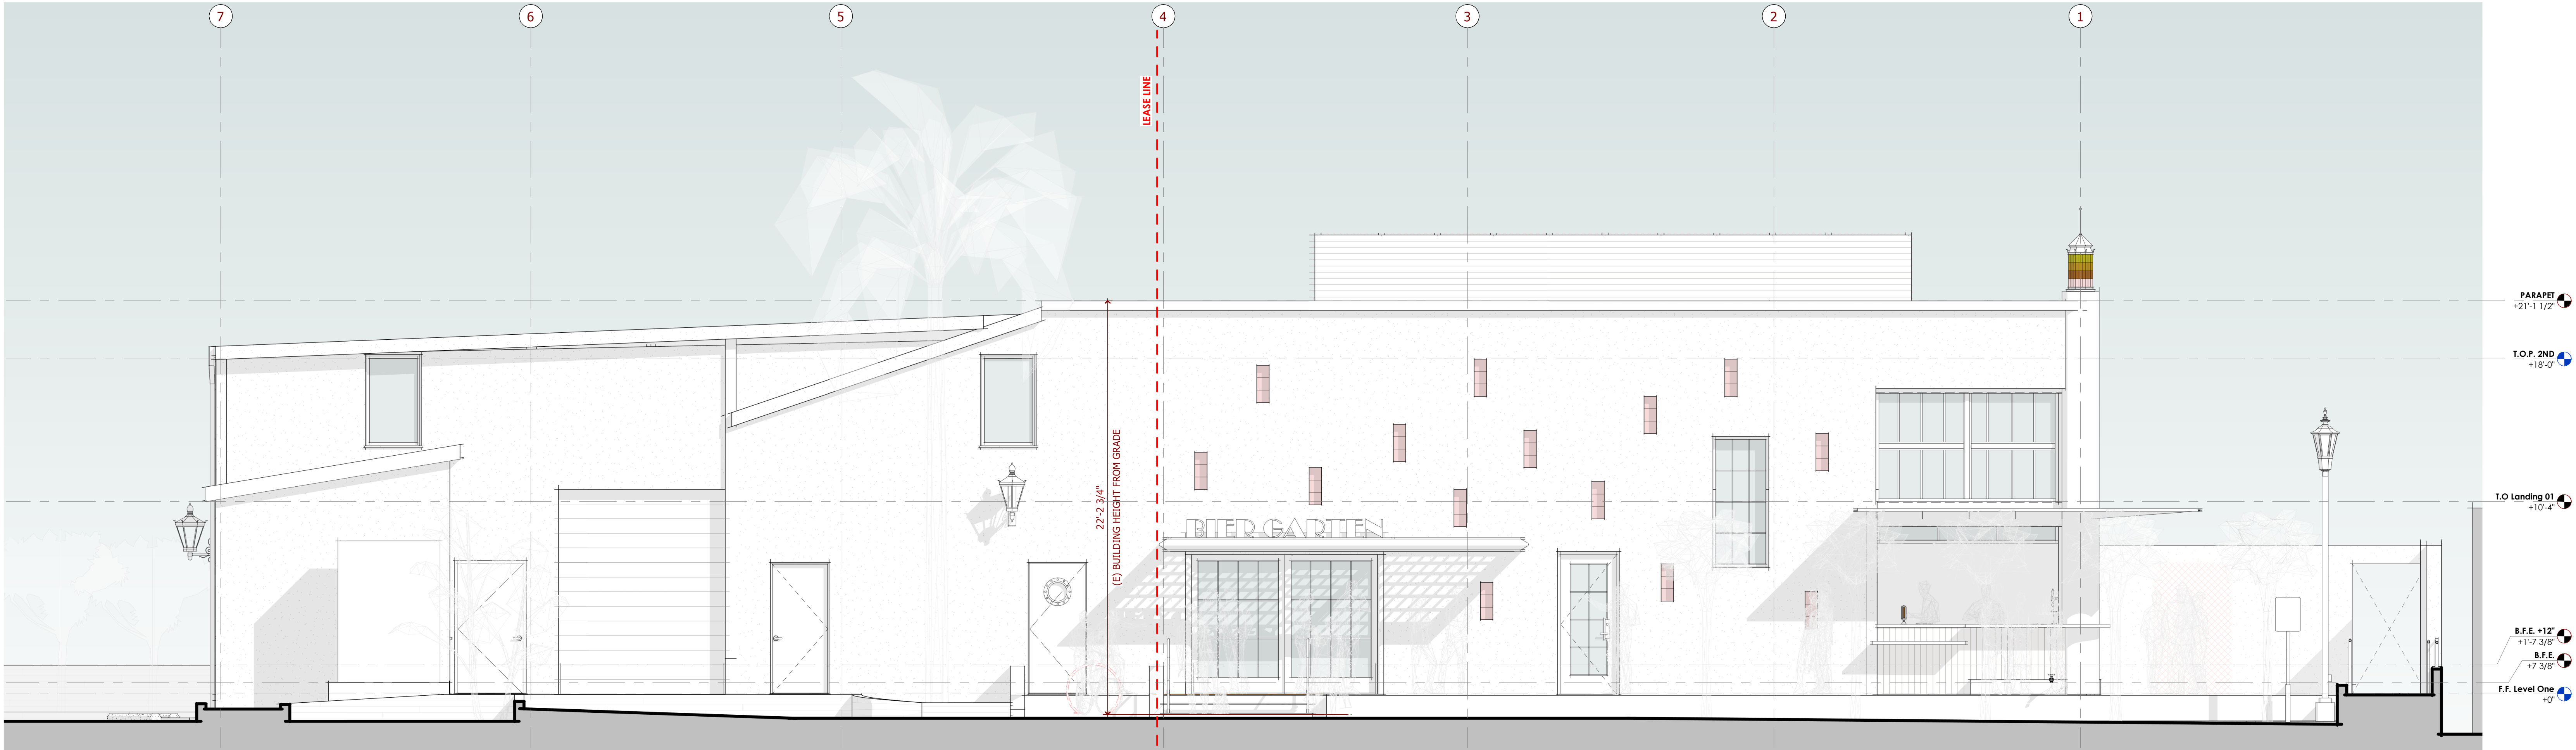 7
6
5
4
3
2
1
LEASE LINE
PARAPET
+21'-1 1/2"
T.O.P. 2ND
+18'-0"
22'-2 3/4"
(E) BUILDING HEIGHT FROM GRADE
T.O Landing 01
+10'-4"
BIER GARTEN
B.F.E. +12"
+1'-7 3/8"
B.F.E.
+7 3/8"
F.F. Level One
+0"